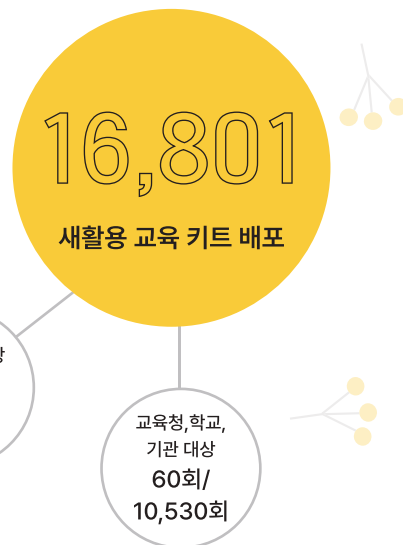 16,801
새활용 교육 키트 배포
교육청,학교,
기관 대상
60회/
10,530회